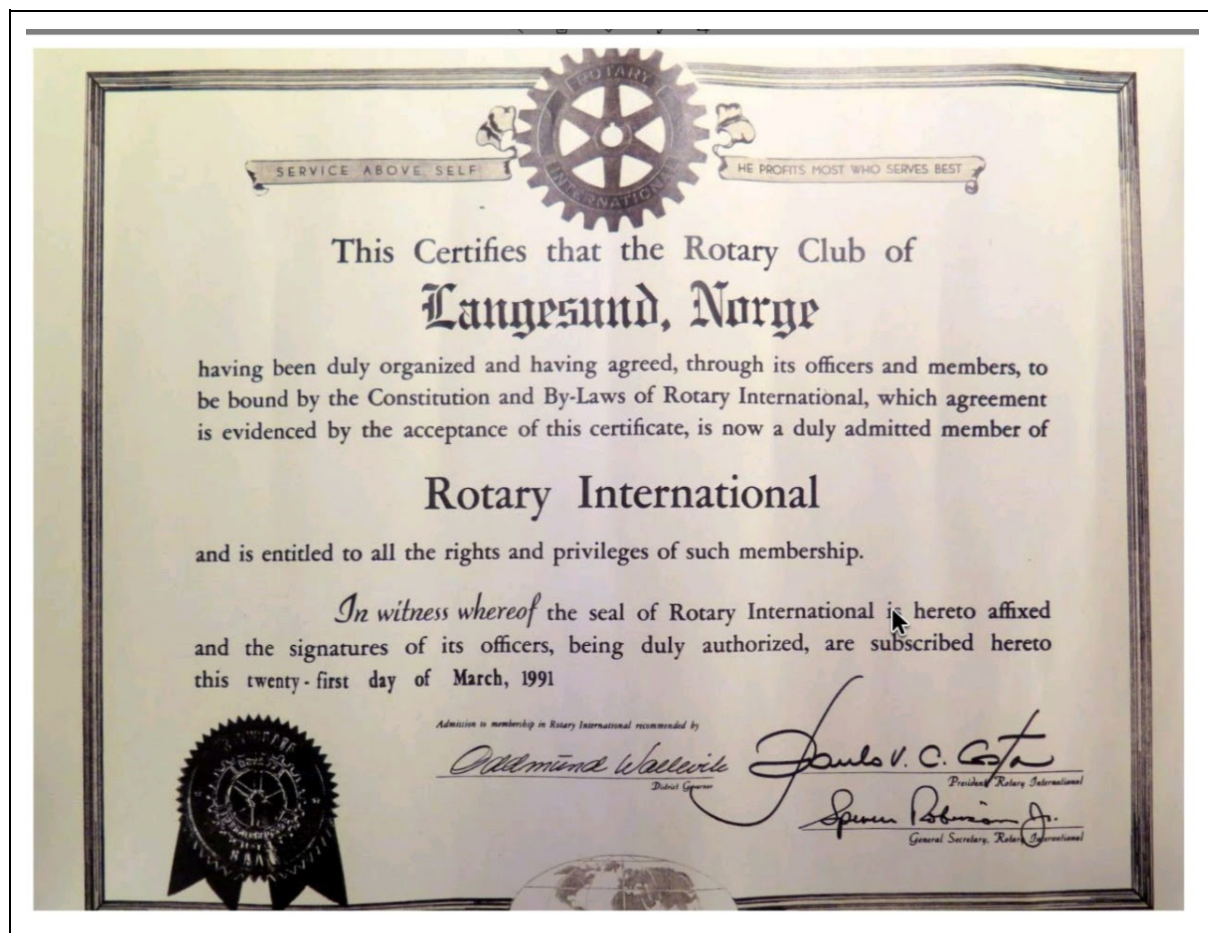 ROTARY
INTERNATIONAL
SERVICE ABOVE SELF
HE PROFITS MOST WHO SERVES BEST
This Certifies that the Rotary Club of
Langesund, Norge
having been duly organized and having agreed, through its officers and members, to
be bound by the Constitution and By-Laws of Rotary International, which agreement
is evidenced by the acceptance of this certificate, is now a duly admitted member of
Rotary International
and is entitled to all the rights and privileges of such membership.
In witness whereof the seal of Rotary International is hereto affixed
and the signatures of its officers, being duly authorized, are subscribed hereto
this twenty-first day of March, 1991
Admission to membership in Rotary International recommended by
Oddmund Wallevik
District Governor
Paulo V. C. Costa
President Rotary International
Spencer Robinson Jr.
General Secretary, Rotary International